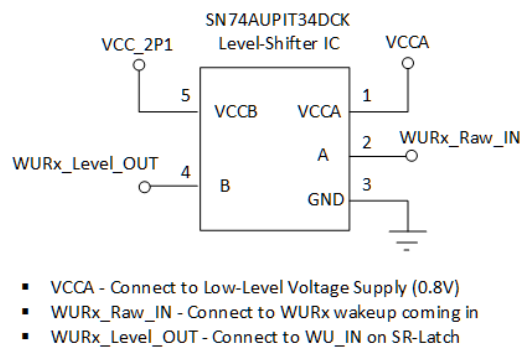 SN74AUPIT34DCK
Level-Shifter IC
VCC_2P1
VCCA
5
1
VCCB
VCCA
2
WURx_Raw_IN
WURx_Level_OUT
4
A
B
3
GND
▪ VCCA - Connect to Low-Level Voltage Supply (0.8V)
▪ WURx_Raw_IN - Connect to WURx wakeup coming in
▪ WURx_Level_OUT - Connect to WU_IN on SR-Latch